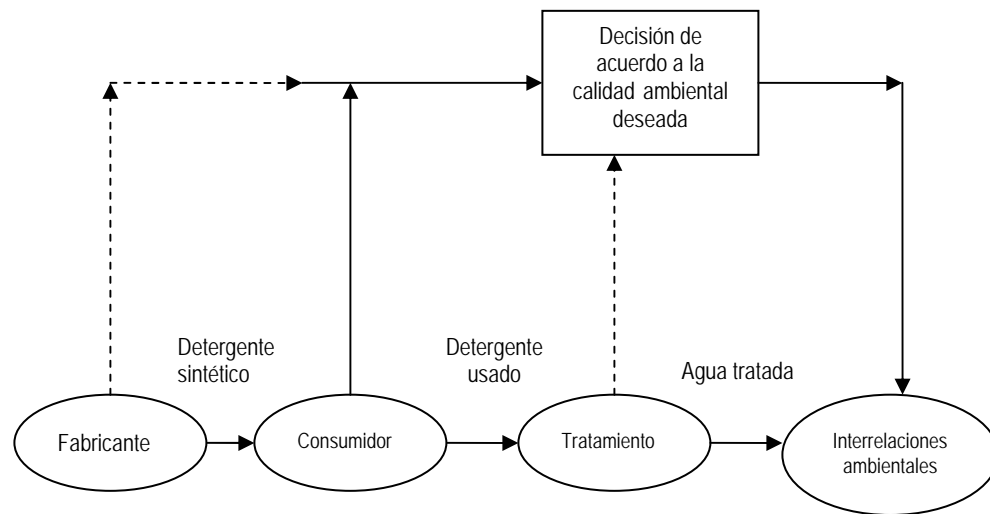 Decisión de
acuerdo a la
calidad ambiental
deseada
Detergente
sintético
Detergente
usado
Agua tratada
Fabricante
Consumidor
Tratamiento
Interrelaciones
ambientales